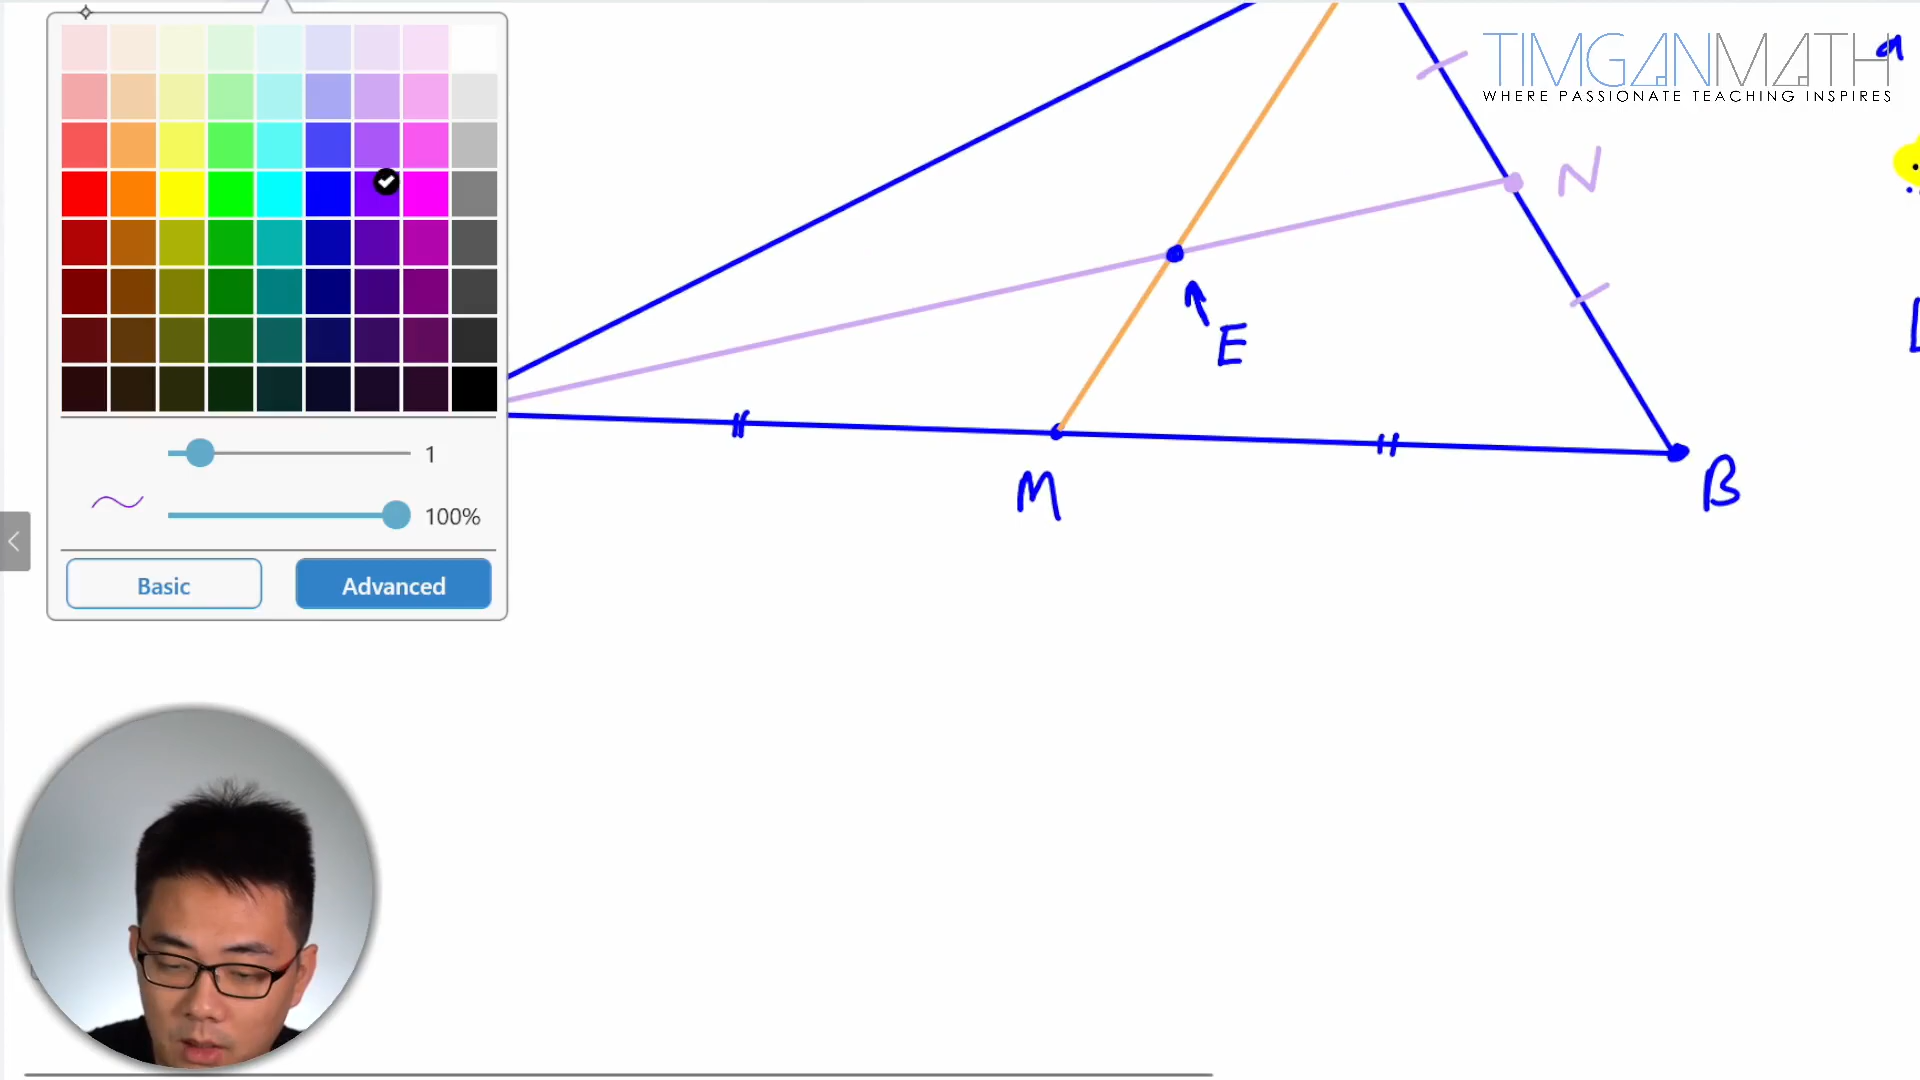 TIMGANMATH
WHERE PASSIONATE TEACHING INSPIRES
a
N
E
M
B
1
100%
Basic
Advanced